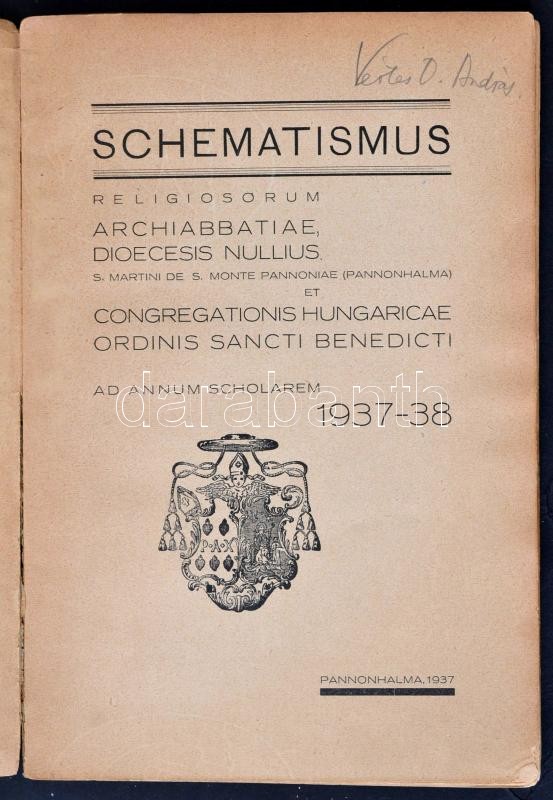 Vértes O. András.
SCHEMATISMUS
RELIGIOSORUM
ARCHIABBATIAE,
DIOECESIS NULLIUS,
S. MARTINI DE S. MONTE PANNONIAE (PANNONHALMA)
ET
CONGREGATIONIS HUNGARICAE
ORDINIS SANCTI BENEDICTI
AD ANNUM SCHOLAREM
1937-38
darabanth
PAX
PANNONHALMA, 1937